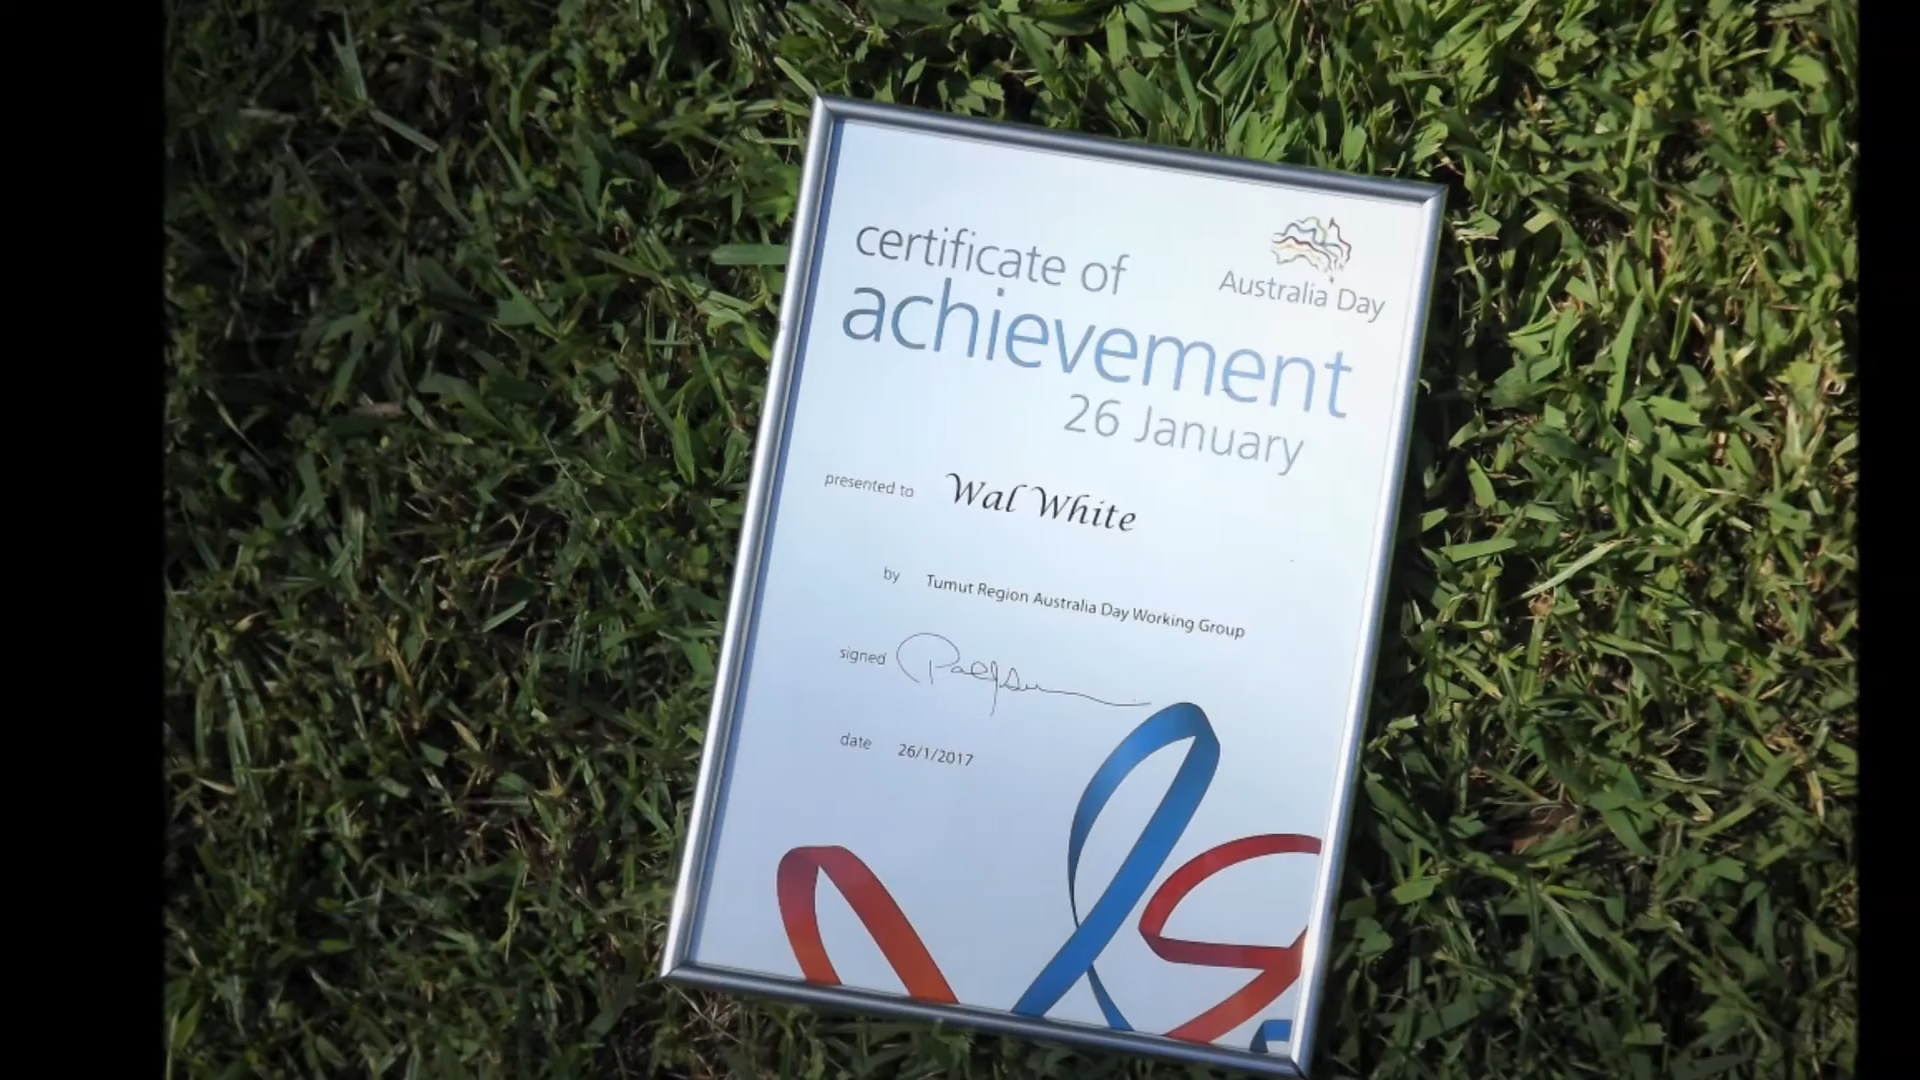 certificate of
achievement
26 January
Australia Day
presented to Wal White
by Tumut Region Australia Day Working Group
signed
date 26/1/2017